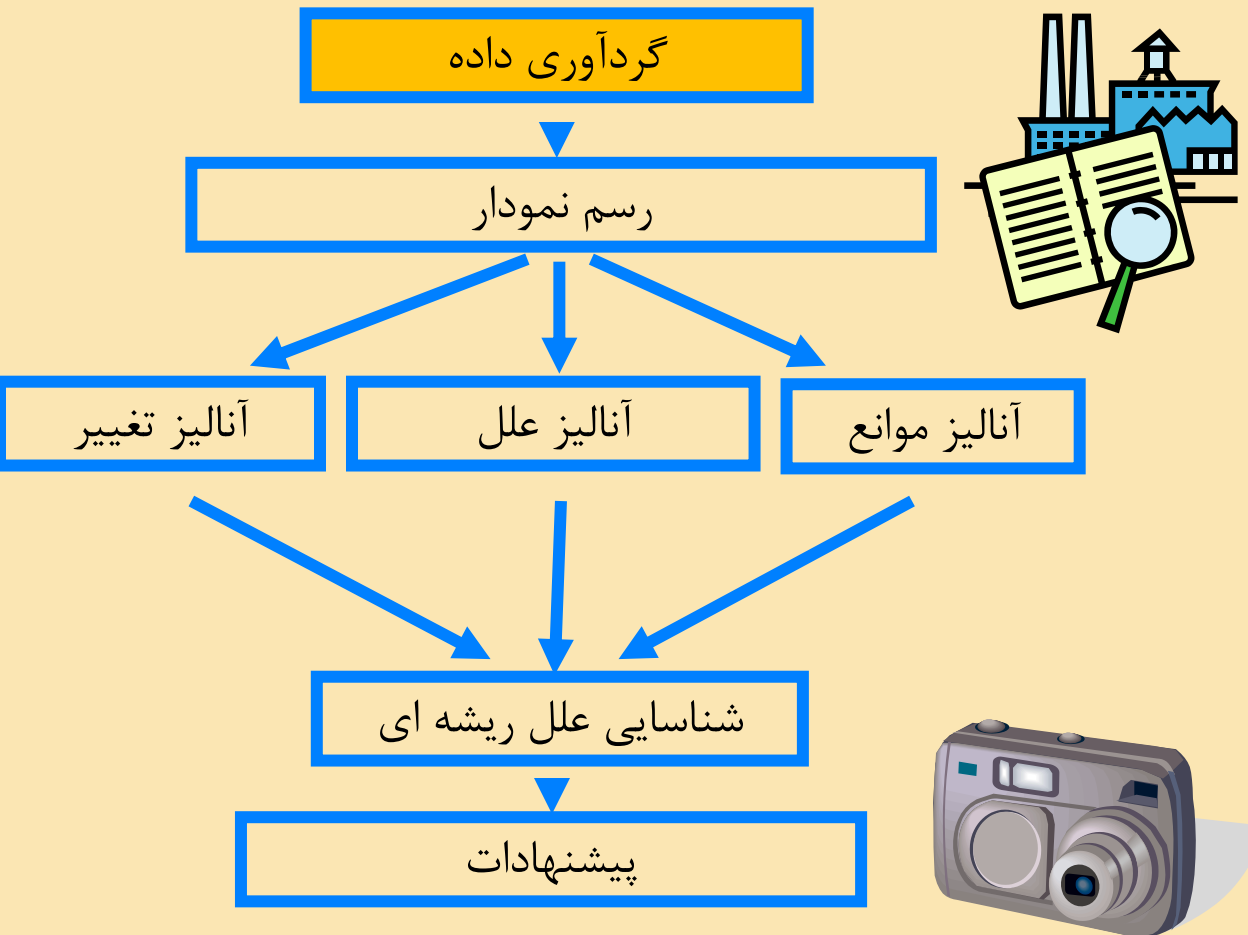 گردآوری داده
رسم نمودار
آنالیز موانع
آنالیز علل
آنالیز تغییر
شناسایی علل ریشه ای
پیشنهادات